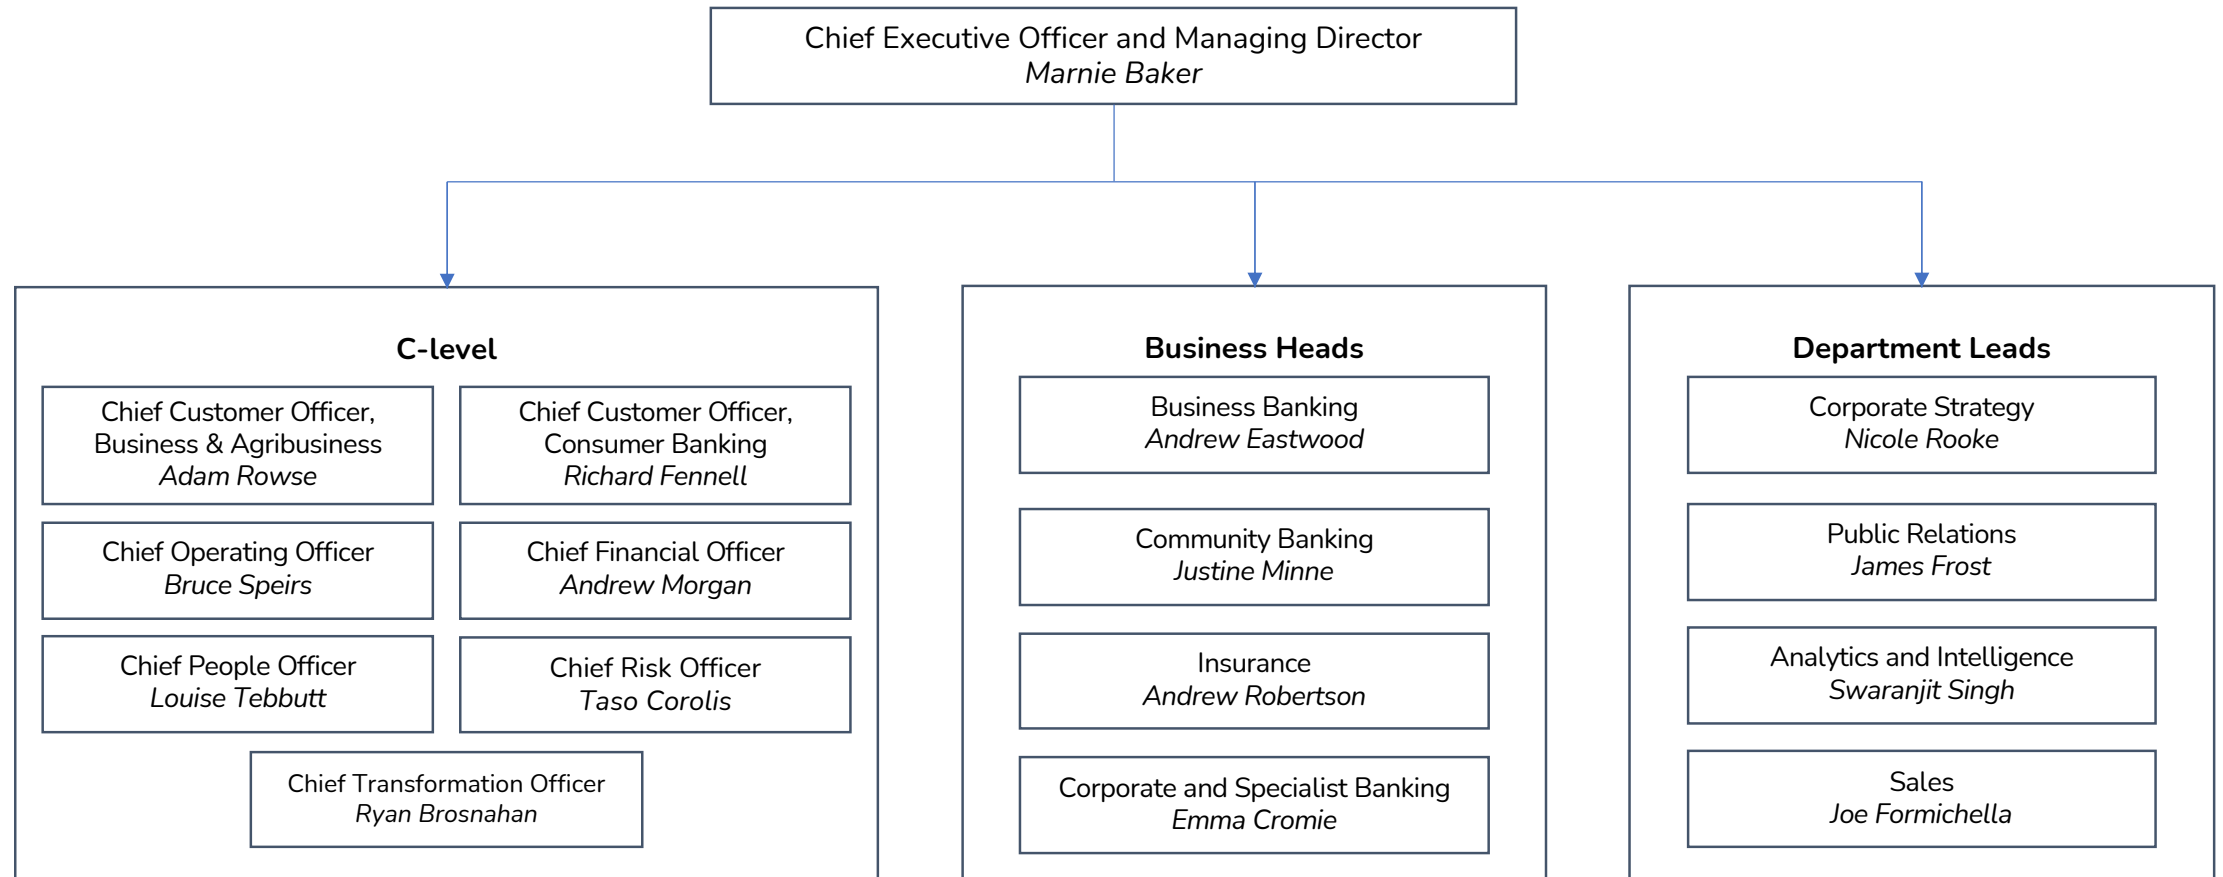 Chief Executive Officer and Managing Director
Marnie Baker
C-level
Chief Customer Officer,
Business & Agribusiness
Adam Rowse
Chief Customer Officer,
Consumer Banking
Richard Fennell
Chief Operating Officer
Bruce Speirs
Chief Financial Officer
Andrew Morgan
Chief People Officer
Louise Tebbutt
Chief Risk Officer
Taso Corolis
Chief Transformation Officer
Ryan Brosnahan
Business Heads
Business Banking
Andrew Eastwood
Community Banking
Justine Minne
Insurance
Andrew Robertson
Corporate and Specialist Banking
Emma Cromie
Department Leads
Corporate Strategy
Nicole Rooke
Public Relations
James Frost
Analytics and Intelligence
Swaranjit Singh
Sales
Joe Formichella